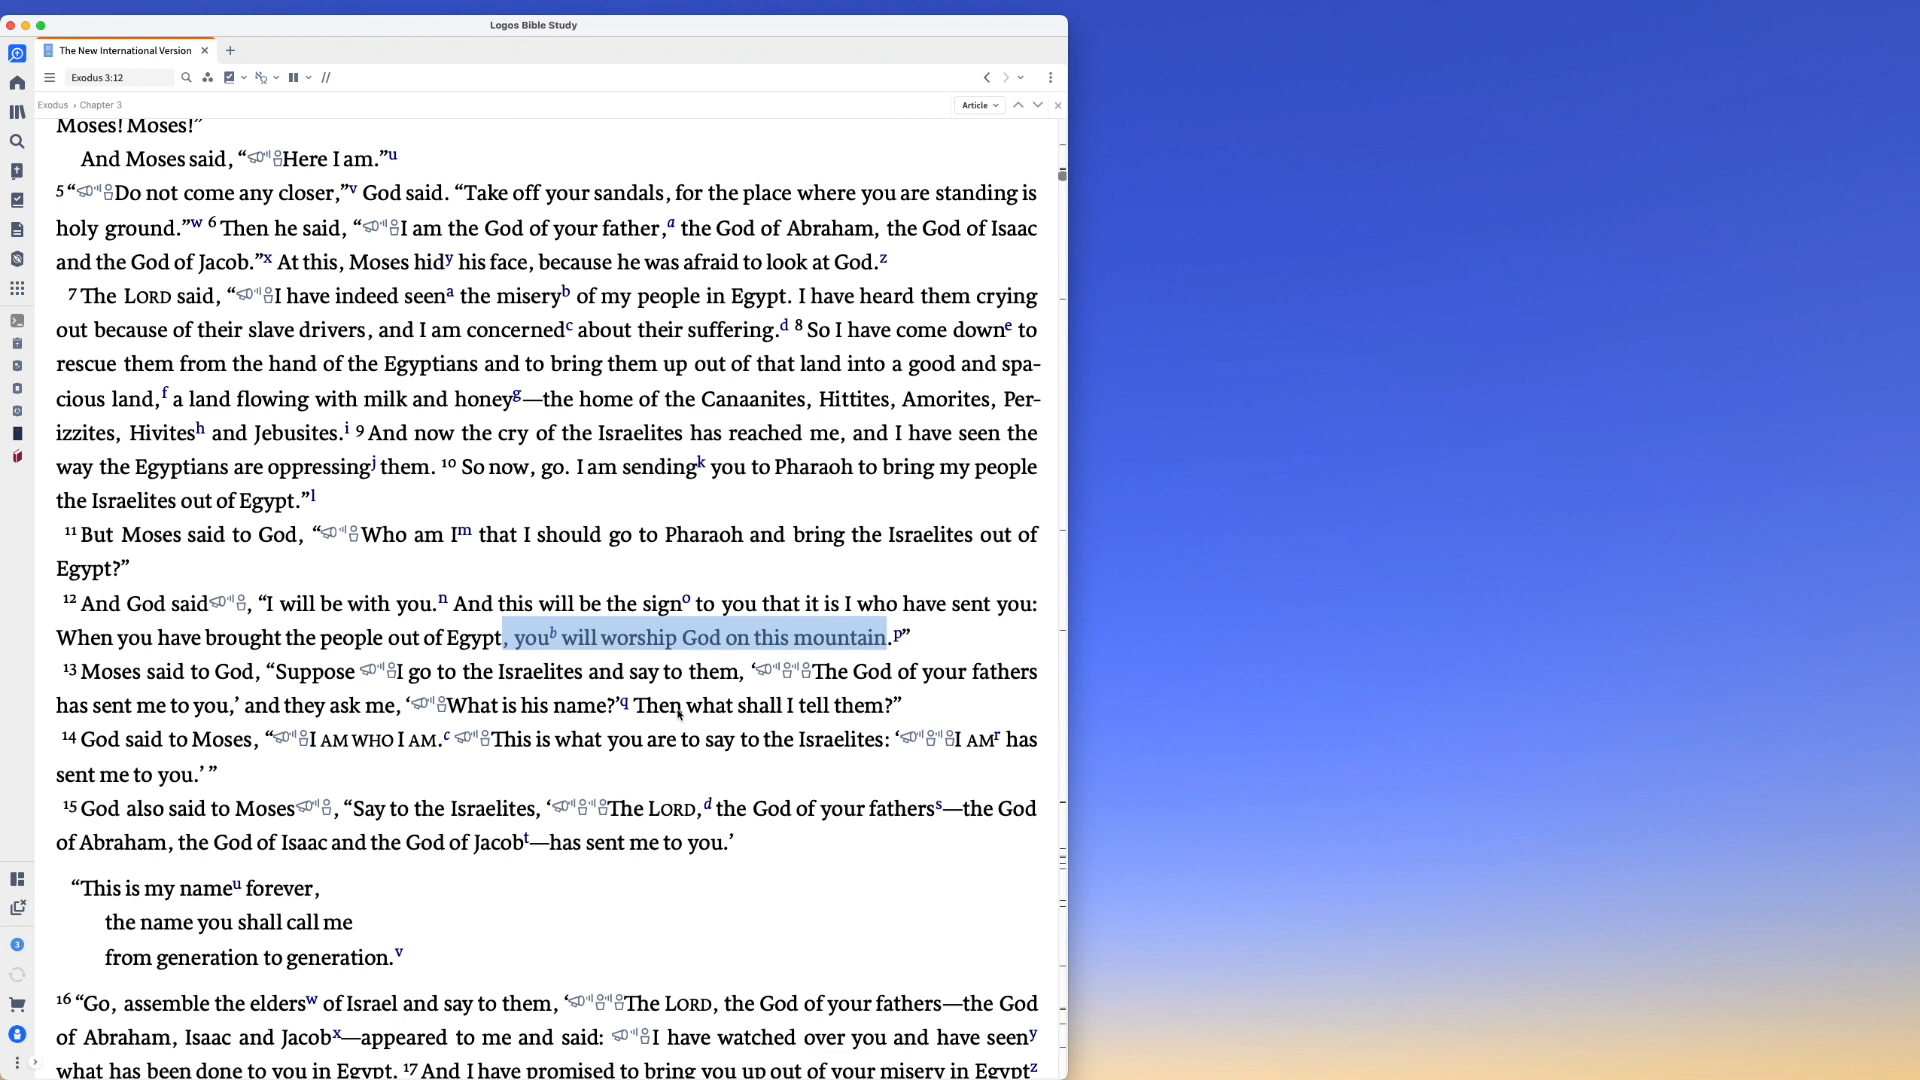 Logos Bible Study
The New International Version
Exodus 3:12
Exodus › Chapter 3
Article
Moses! Moses!”
And Moses said, “Here I am.”u
5 “Do not come any closer,”v God said. “Take off your sandals, for the place where you are standing is
holy ground.”w 6 Then he said, “I am the God of your father,a the God of Abraham, the God of Isaac
and the God of Jacob.”x At this, Moses hidy his face, because he was afraid to look at God.z
7 The LORD said, “I have indeed seena the miseryb of my people in Egypt. I have heard them crying
out because of their slave drivers, and I am concernedc about their suffering.d 8 So I have come downe to
rescue them from the hand of the Egyptians and to bring them up out of that land into a good and spa-
cious land,f a land flowing with milk and honeyg—the home of the Canaanites, Hittites, Amorites, Per-
izzites, Hivitesh and Jebusites.i 9 And now the cry of the Israelites has reached me, and I have seen the
way the Egyptians are oppressingj them. 10 So now, go. I am sendingk you to Pharaoh to bring my people
the Israelites out of Egypt.”l
11 But Moses said to God, “Who am Im that I should go to Pharaoh and bring the Israelites out of
Egypt?”
12 And God said, “I will be with you.n And this will be the signo to you that it is I who have sent you:
When you have brought the people out of Egypt, youb will worship God on this mountain.p”
13 Moses said to God, “Suppose I go to the Israelites and say to them, ‘The God of your fathers
has sent me to you,’ and they ask me, ‘What is his name?’q Then what shall I tell them?”
14 God said to Moses, “I AM WHO I AM.c This is what you are to say to the Israelites: ‘I AMr has
sent me to you.’ ”
15 God also said to Moses, “Say to the Israelites, ‘The LORD,d the God of your fatherss—the God
of Abraham, the God of Isaac and the God of Jacobt—has sent me to you.’
“This is my nameu forever,
the name you shall call me
from generation to generation.v
16 “Go, assemble the eldersw of Israel and say to them, ‘The LORD, the God of your fathers—the God
of Abraham, Isaac and Jacobx—appeared to me and said: I have watched over you and have seeny
what has been done to you in Egypt. 17 And I have promised to bring you up out of your misery in Egyptz
3